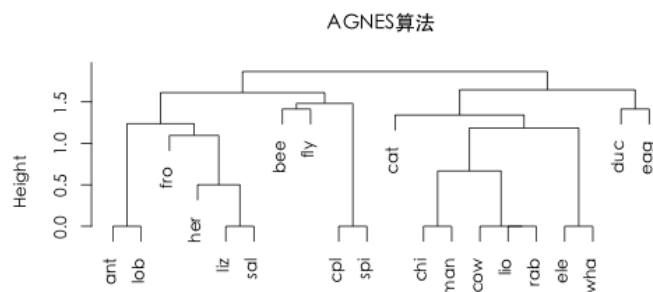 AGNES算法
Height
0.0 0.5 1.0 1.5
ant lob fro her liz sal bee fly cpl spi cat chi man cow lio rab ele wha duc eag